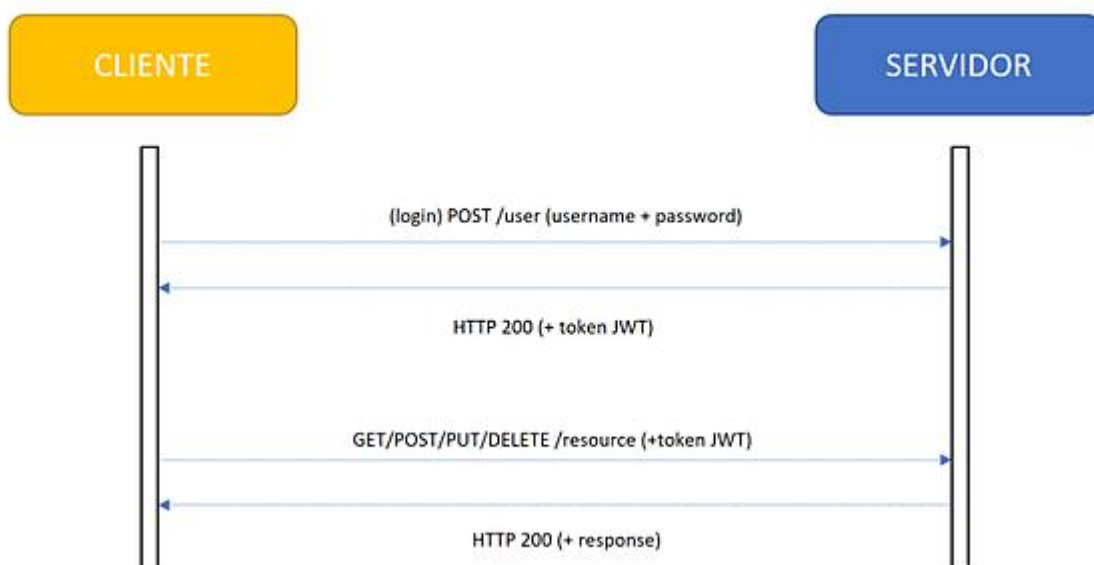 CLIENTE
SERVIDOR
(login) POST /user (username + password)
HTTP 200 (+ token JWT)
GET/POST/PUT/DELETE /resource (+token JWT)
HTTP 200 (+ response)